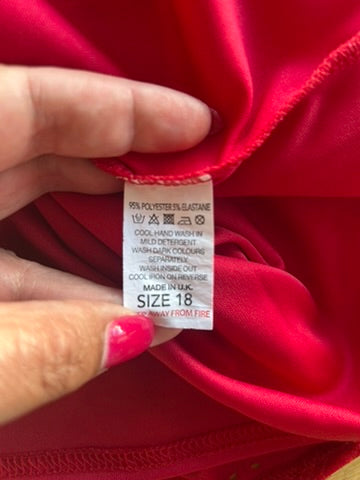 95% POLYESTER 5% ELASTANE
COOL HAND WASH IN
MILD DETERGENT
WASH DARK COLOURS
SEPARATELY
WASH INSIDE OUT
COOL IRON ON REVERSE
MADE IN U.K.
SIZE 18
AWAY FROM FIRE